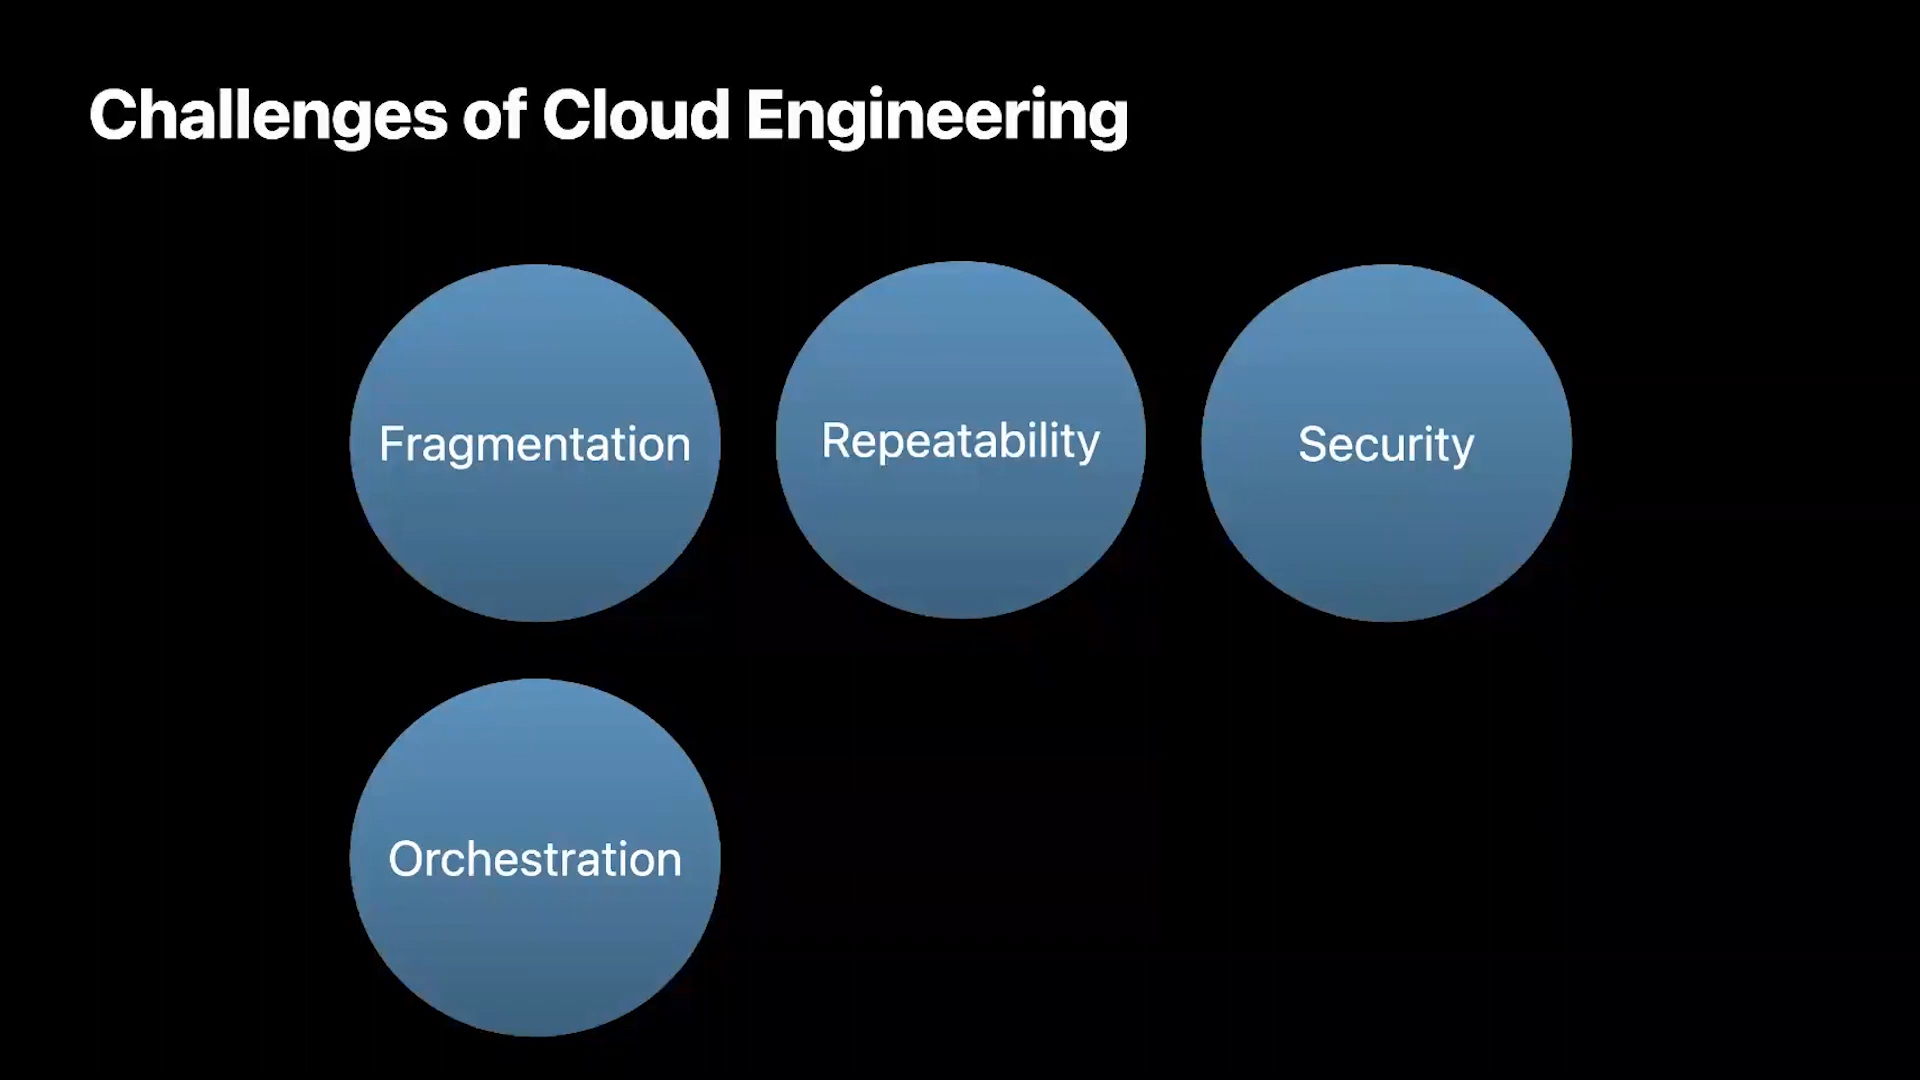 Challenges of Cloud Engineering
Fragmentation
Repeatability
Security
Orchestration